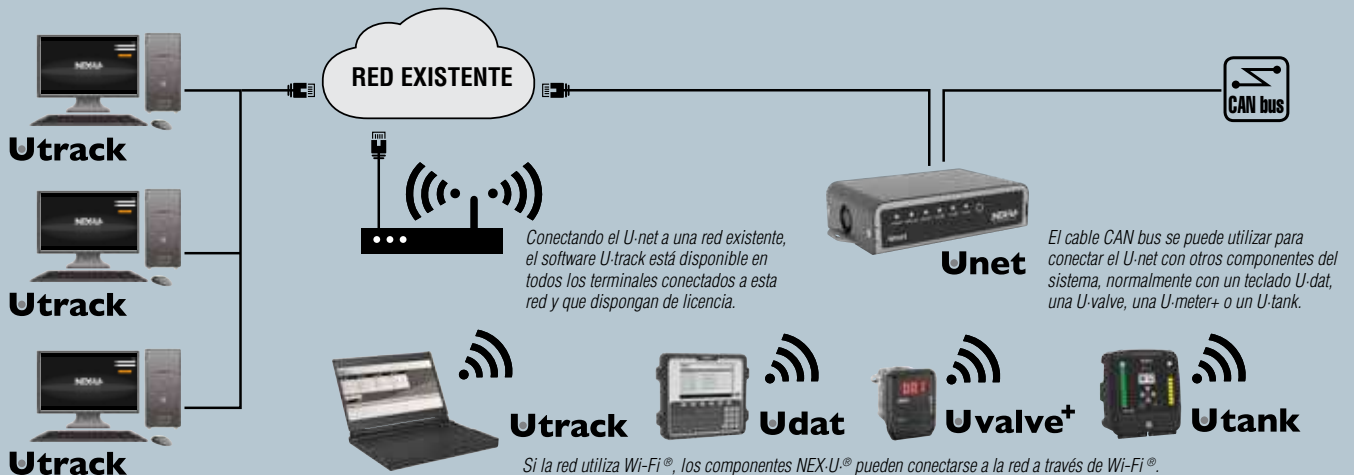 NEX·U·
Utrack
NEX·U·
Utrack
NEX·U·
Utrack
RED EXISTENTE
CAN bus
NEX·U·
Unet
Conectando el U·net a una red existente,
el software U·track está disponible en
todos los terminales conectados a esta
red y que dispongan de licencia.
El cable CAN bus se puede utilizar para
conectar el U·net con otros componentes del
sistema, normalmente con un teclado U·dat,
una U·valve, una U·meter+ o un U·tank.
Utrack
Udat
Uvalve+
Utank
Si la red utiliza Wi-Fi ®, los componentes NEX·U·® pueden conectarse a la red a través de Wi-Fi ®.